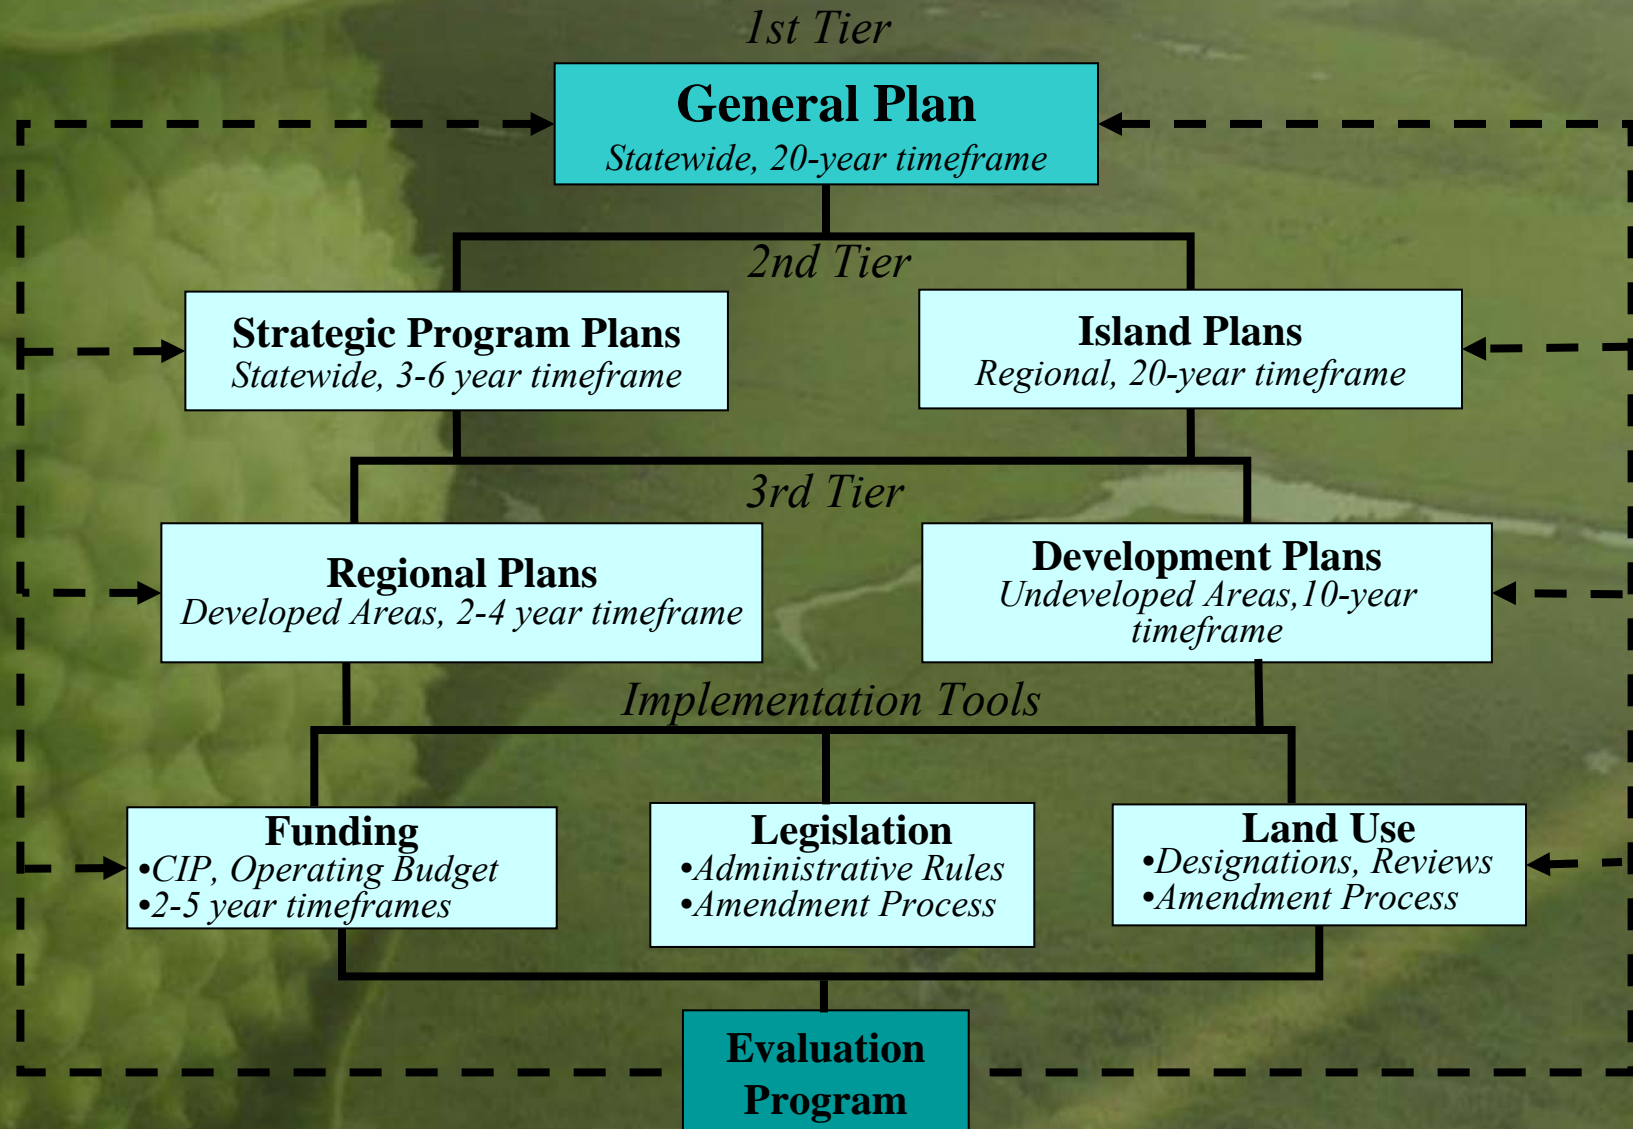 1st Tier
General Plan
Statewide, 20-year timeframe
2nd Tier
Strategic Program Plans
Statewide, 3-6 year timeframe
Island Plans
Regional, 20-year timeframe
3rd Tier
Regional Plans
Developed Areas, 2-4 year timeframe
Development Plans
Undeveloped Areas,10-year
timeframe
Implementation Tools
Funding
•CIP, Operating Budget
•2-5 year timeframes
Legislation
•Administrative Rules
•Amendment Process
Land Use
•Designations, Reviews
•Amendment Process
Evaluation
Program